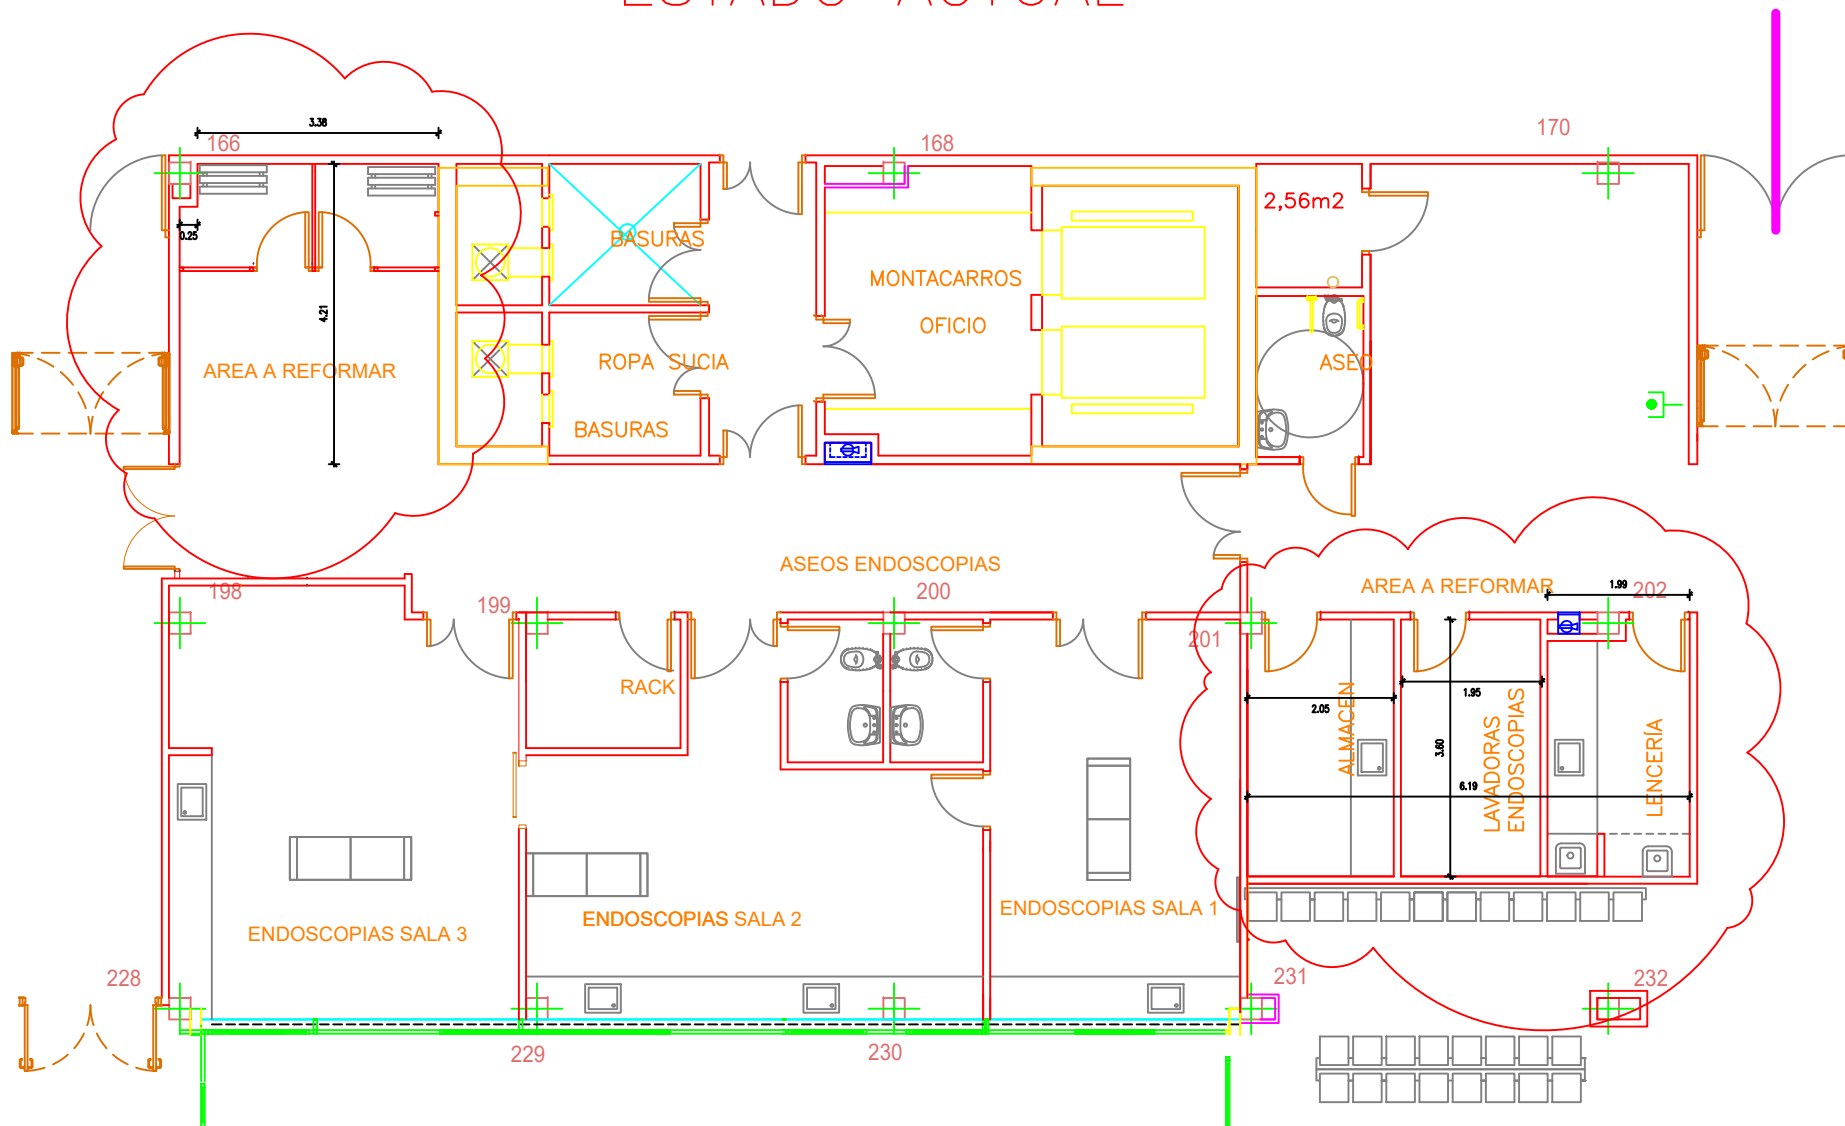 ESTADO ACTUAL
3.38
166
168
170
2,56m2
0.25
BASURAS
MONTACARROS
OFICIO
4.21
AREA A REFORMAR
ROPA SUCIA
ASEO
BASURAS
ASEOS ENDOSCOPIAS
AREA A REFORMAR
1.99
198
199
200
201
202
RACK
2.05
1.95
ALMACEN
3.60
LAVADORAS
ENDOSCOPIAS
LENCERÍA
6.19
ENDOSCOPIAS SALA 3
ENDOSCOPIAS SALA 2
ENDOSCOPIAS SALA 1
228
231
232
229
230